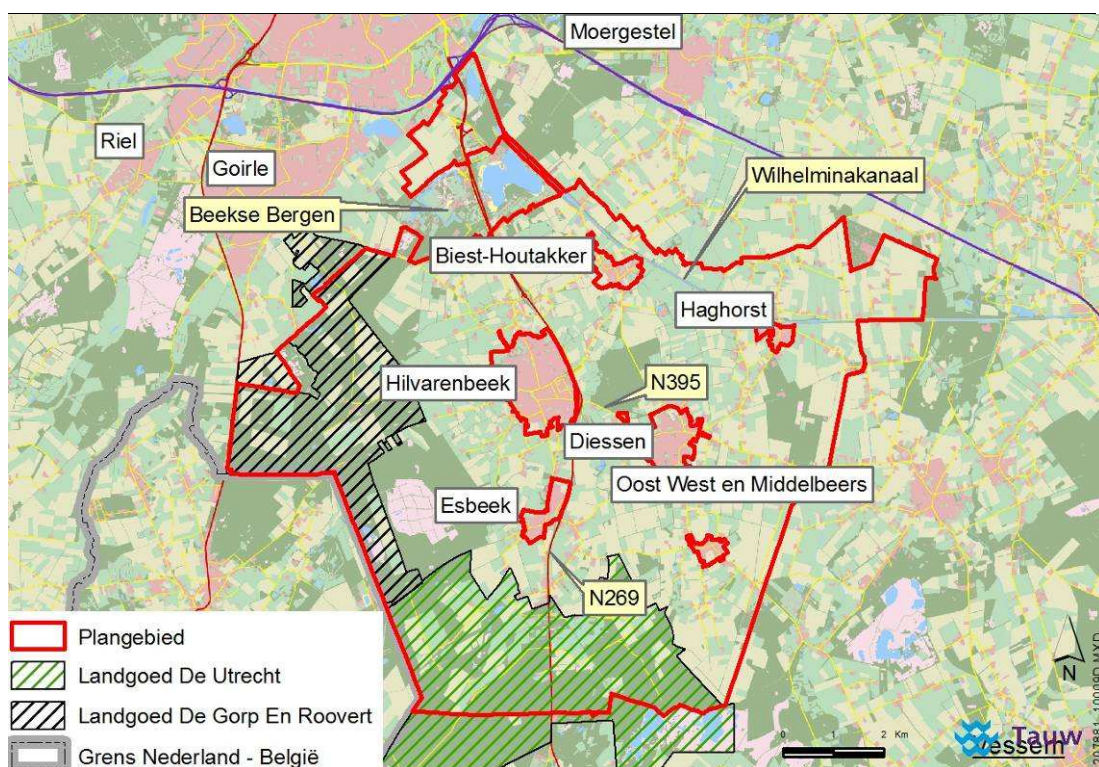 Moergestel
Riel
Goirle
Wilhelminakanaal
Beekse Bergen
Biest-Houtakker
Haghorst
Hilvarenbeek
N395
Diessen
Oost West en Middelbeers
Esbeek
N269
Plangebied
Landgoed De Utrecht
Landgoed De Gorp En Roovert
Grens Nederland - België
N
0
2 Km
Tauw